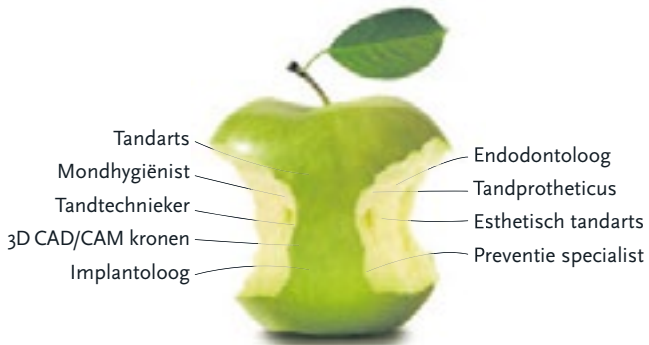 Tandarts
Mondhygiënist
Tandtechnieker
3D CAD/CAM kronen
Implantoloog
Endodontoloog
Tandprotheticus
Esthetisch tandarts
Preventie specialist